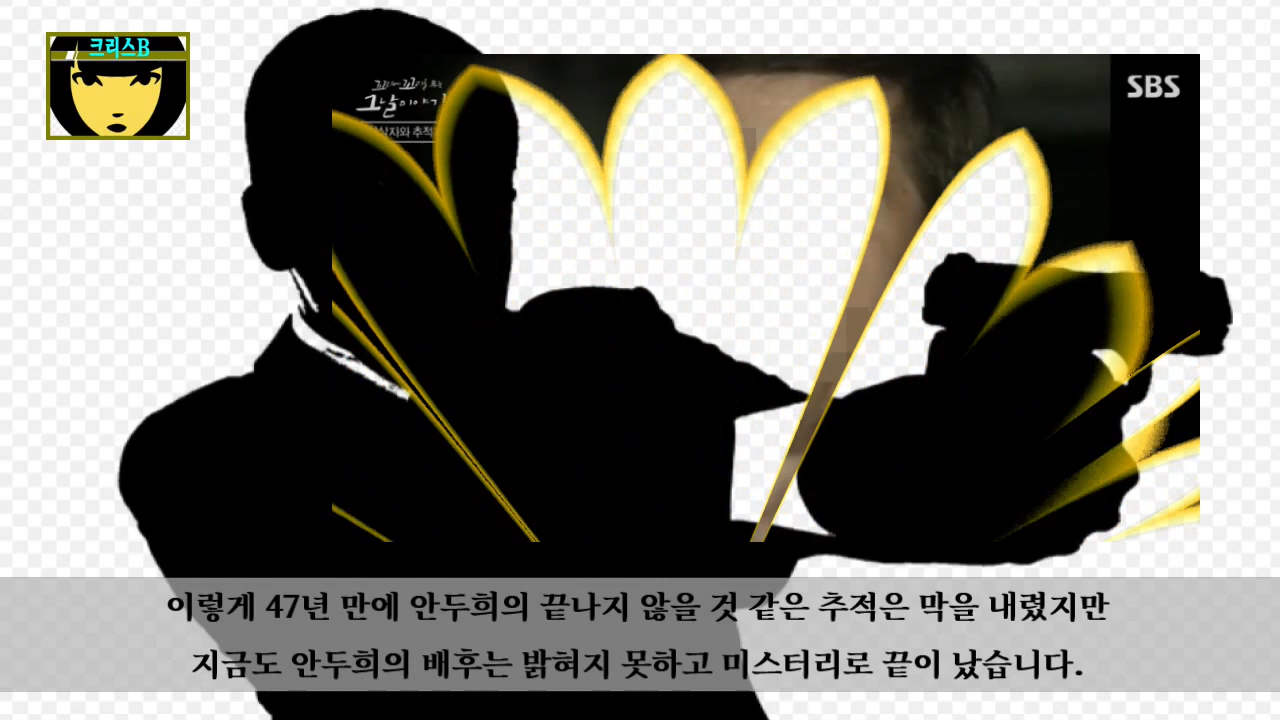 크리스B
SBS
그날 이야기
이렇게 47년 만에 안두희의 끝나지 않을 것 같은 추적은 막을 내렸지만
지금도 안두희의 배후는 밝혀지 못하고 미스터리로 끝이 났습니다.